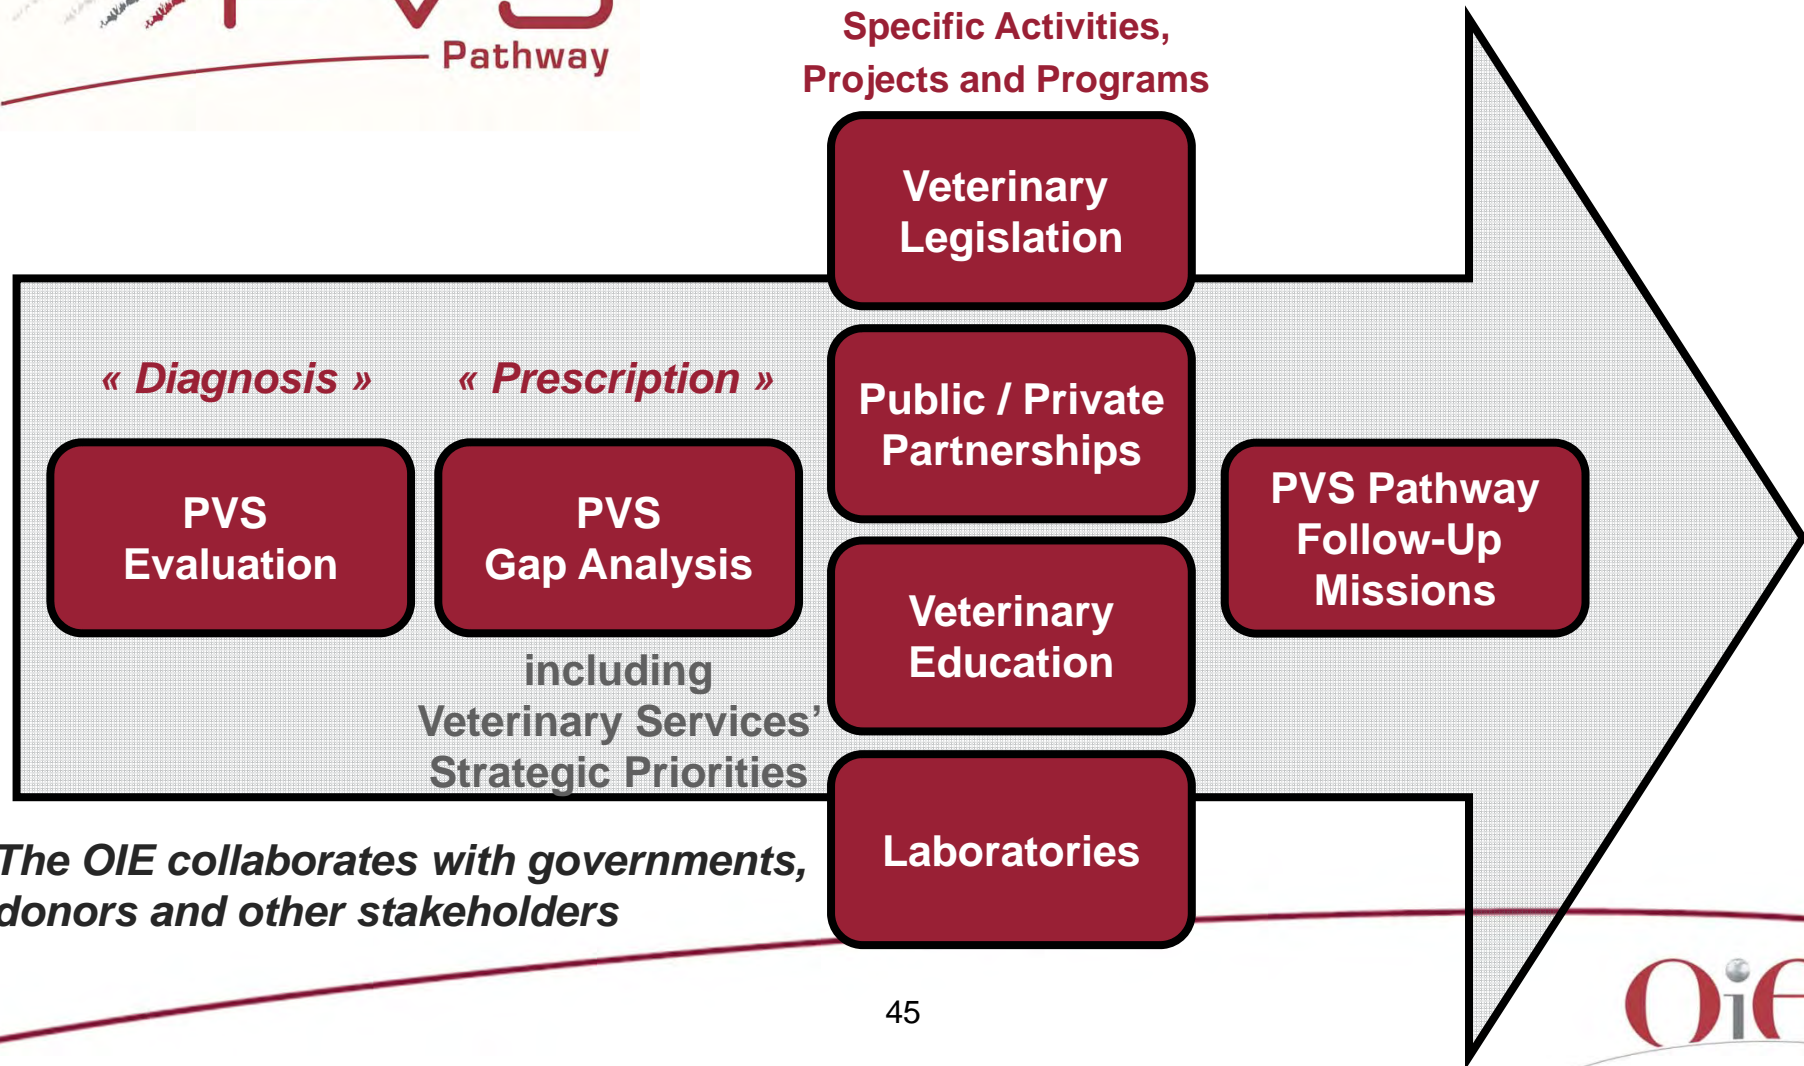 PVS
Pathway
Specific Activities,
Projects and Programs
Veterinary
Legislation
« Diagnosis »
« Prescription »
Public / Private
Partnerships
PVS
Evaluation
PVS
Gap Analysis
PVS Pathway
Follow-Up
Missions
including
Veterinary Services’
Strategic Priorities
Veterinary
Education
Laboratories
The OIE collaborates with governments,
donors and other stakeholders
45
OiE